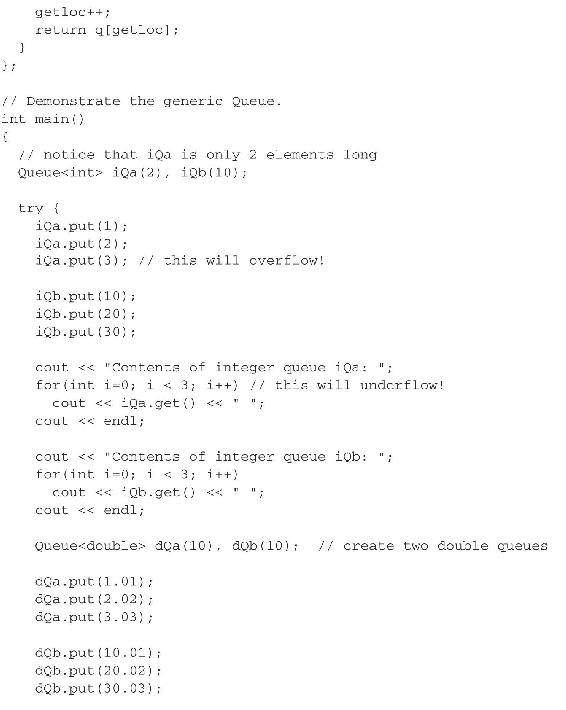 getloc++;
    return q[getloc];
  }
};

// Demonstrate the generic Queue.
int main()
{
  // notice that iQa is only 2 elements long
  Queue<int> iQa(2), iQb(10);

  try {
    iQa.put(1);
    iQa.put(2);
    iQa.put(3); // this will overflow!

    iQb.put(10);
    iQb.put(20);
    iQb.put(30);

    cout << "Contents of integer queue iQa: ";
    for(int i=0; i < 3; i++) // this will underflow!
      cout << iQa.get() << " ";
    cout << endl;

    cout << "Contents of integer queue iQb: ";
    for(int i=0; i < 3; i++)
      cout << iQb.get() << " ";
    cout << endl;

    Queue<double> dQa(10), dQb(10);  // create two double queues

    dQa.put(1.01);
    dQa.put(2.02);
    dQa.put(3.03);

    dQb.put(10.01);
    dQb.put(20.02);
    dQb.put(30.03);